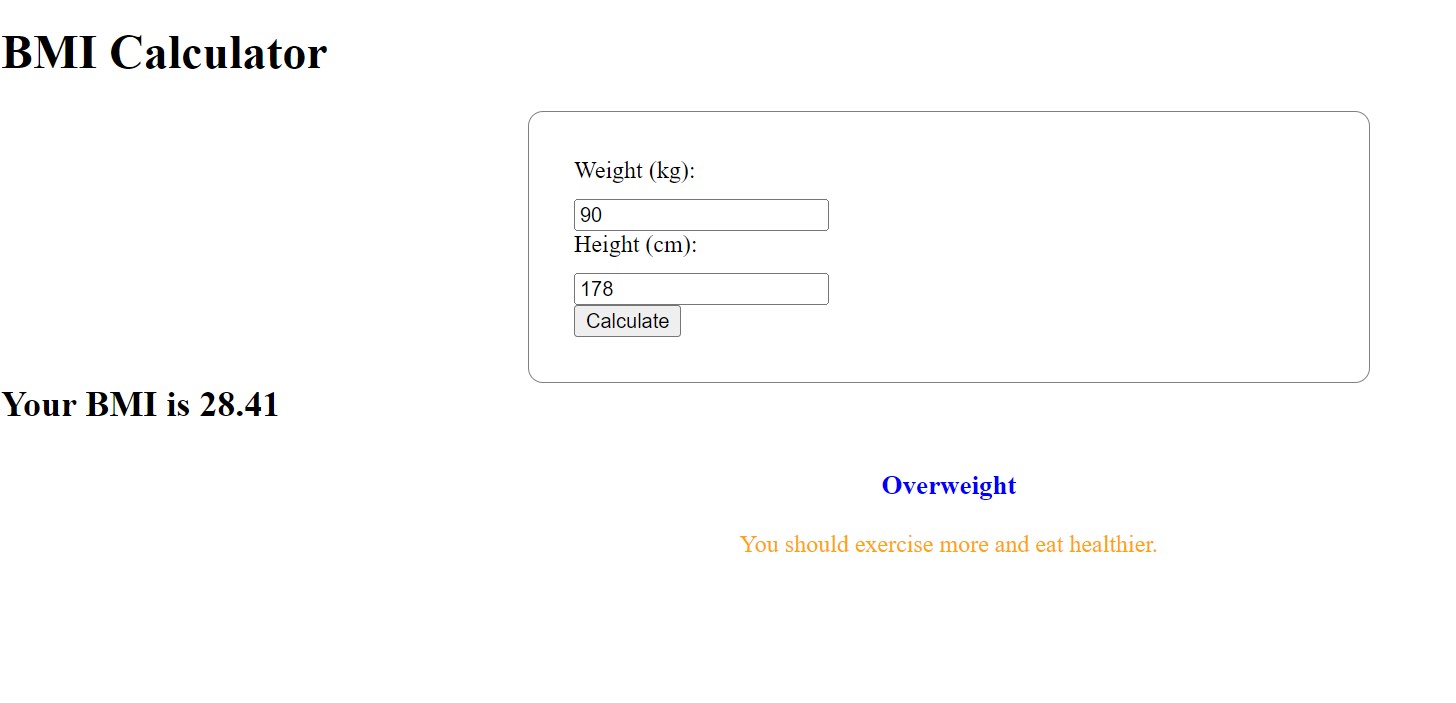 BMI Calculator
Weight (kg):
90
Height (cm):
178
Calculate
Your BMI is 28.41
Overweight
You should exercise more and eat healthier.